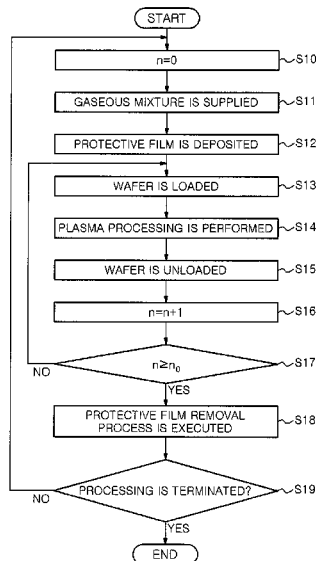 START
n=0 S10
GASEOUS MIXTURE IS SUPPLIED S11
PROTECTIVE FILM IS DEPOSITED S12
WAFER IS LOADED S13
PLASMA PROCESSING IS PERFORMED S14
WAFER IS UNLOADED S15
n=n+1 S16
n≥n₀ S17
NO
YES
PROTECTIVE FILM REMOVAL
PROCESS IS EXECUTED S18
PROCESSING IS TERMINATED? S19
NO
YES
END